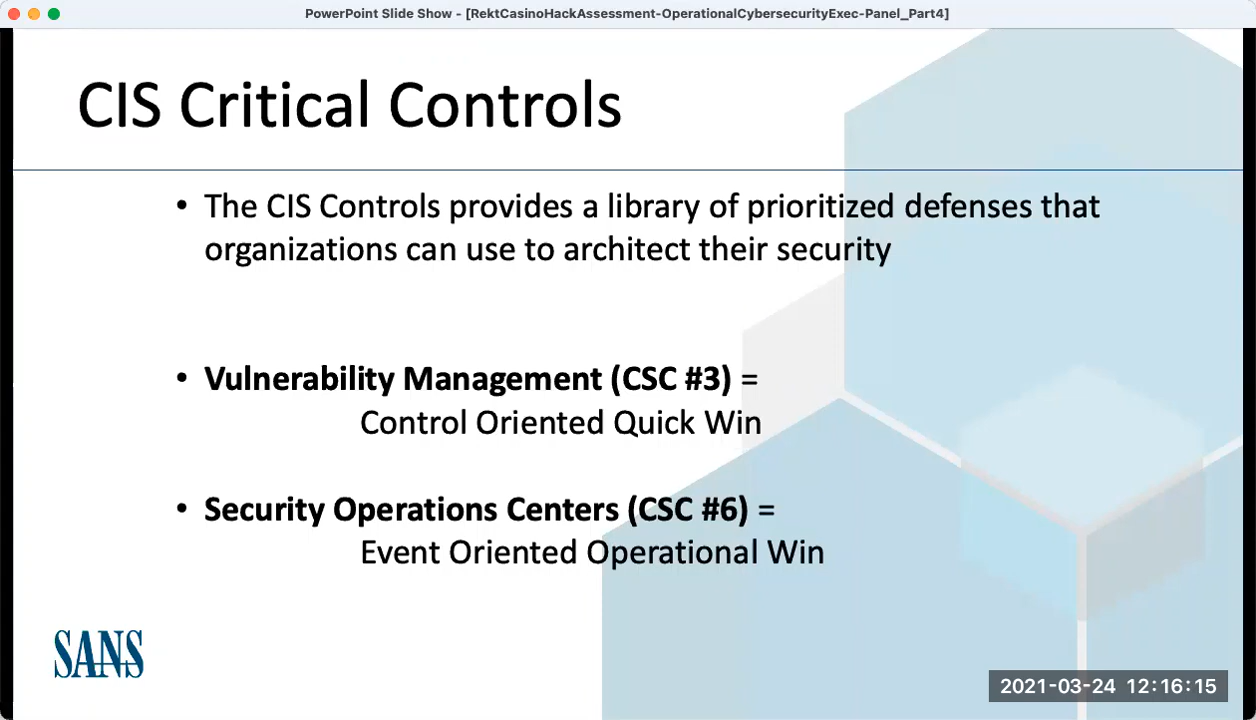 PowerPoint Slide Show - [RektCasinoHackAssessment-OperationalCybersecurityExec-Panel_Part4]
CIS Critical Controls
• The CIS Controls provides a library of prioritized defenses that
organizations can use to architect their security
• Vulnerability Management (CSC #3) =
Control Oriented Quick Win
• Security Operations Centers (CSC #6) =
Event Oriented Operational Win
SANS
2021-03-24 12:16:15